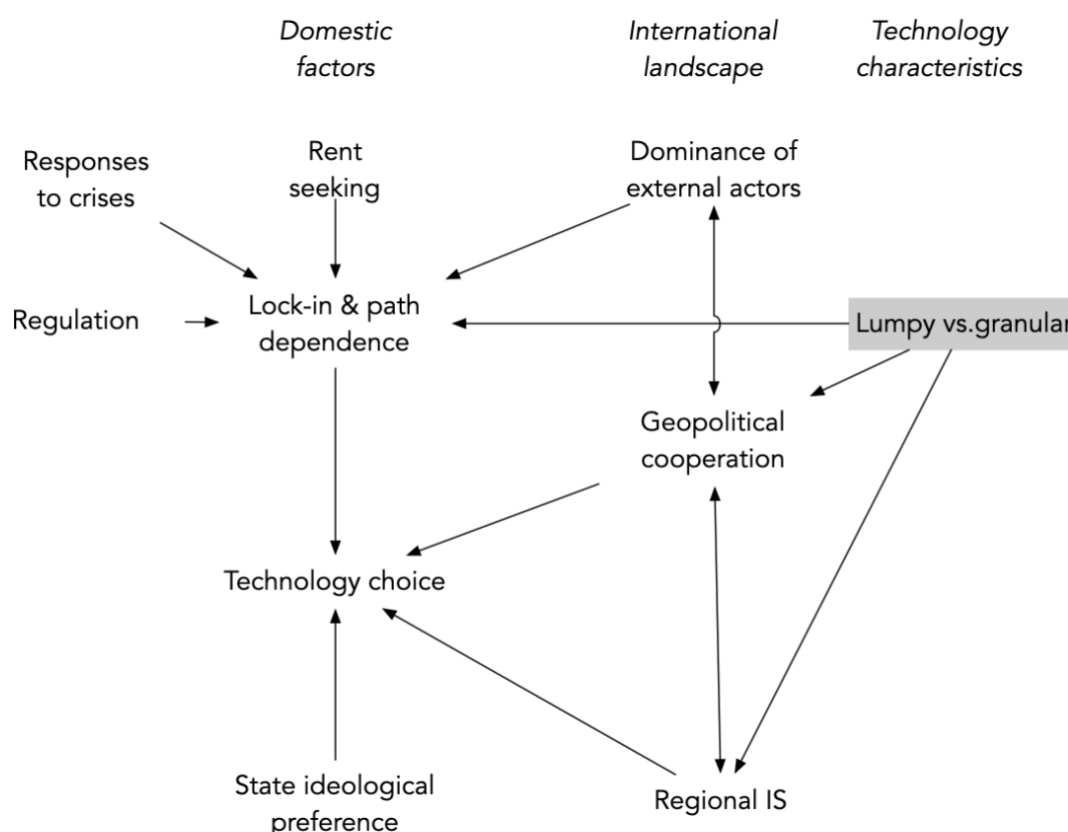 Domestic
factors
International
landscape
Technology
characteristics
Responses
to crises
Rent
seeking
Dominance of
external actors
Regulation
Lock-in & path
dependence
Lumpy vs.granular
Geopolitical
cooperation
Technology choice
State ideological
preference
Regional IS